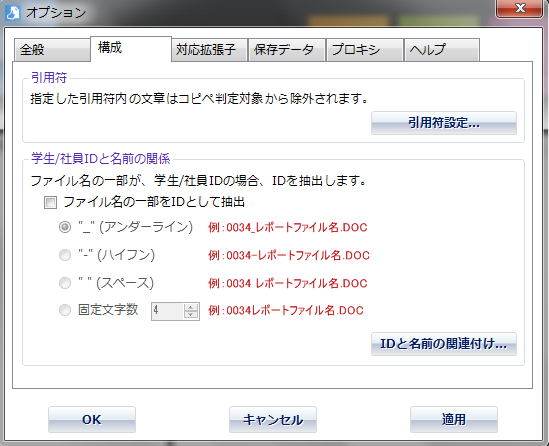 オプション
全般
構成
対応拡張子
保存データ
プロキシ
ヘルプ
引用符
指定した引用符内の文章はコピペ判定対象から除外されます。
引用符設定...
学生/社員IDと名前の関係
ファイル名の一部が、学生/社員IDの場合、IDを抽出します。
ファイル名の一部をIDとして抽出
"_" (アンダーライン) 例：0034_レポートファイル名.DOC
"-" (ハイフン) 例：0034-レポートファイル名.DOC
" " (スペース) 例：0034 レポートファイル名.DOC
固定文字数 4 例：0034レポートファイル名.DOC
IDと名前の関連付け...
OK
キャンセル
適用